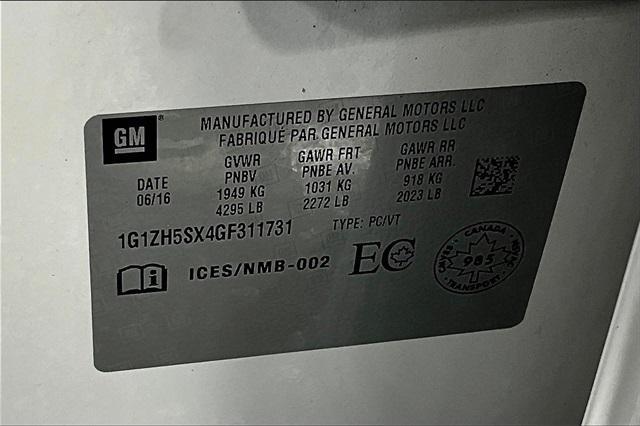 GM
MANUFACTURED BY GENERAL MOTORS LLC
FABRIQUÉ PAR GENERAL MOTORS LLC
DATE
06/16
GVWR
PNBV
1949 KG
4295 LB
GAWR FRT
PNBE AV.
1031 KG
2272 LB
GAWR RR
PNBE ARR.
918 KG
2023 LB
1G1ZH5SX4GF311731 TYPE: PC/VT
ICES/NMB-002
EC
CANADA
985
TRANSPORT